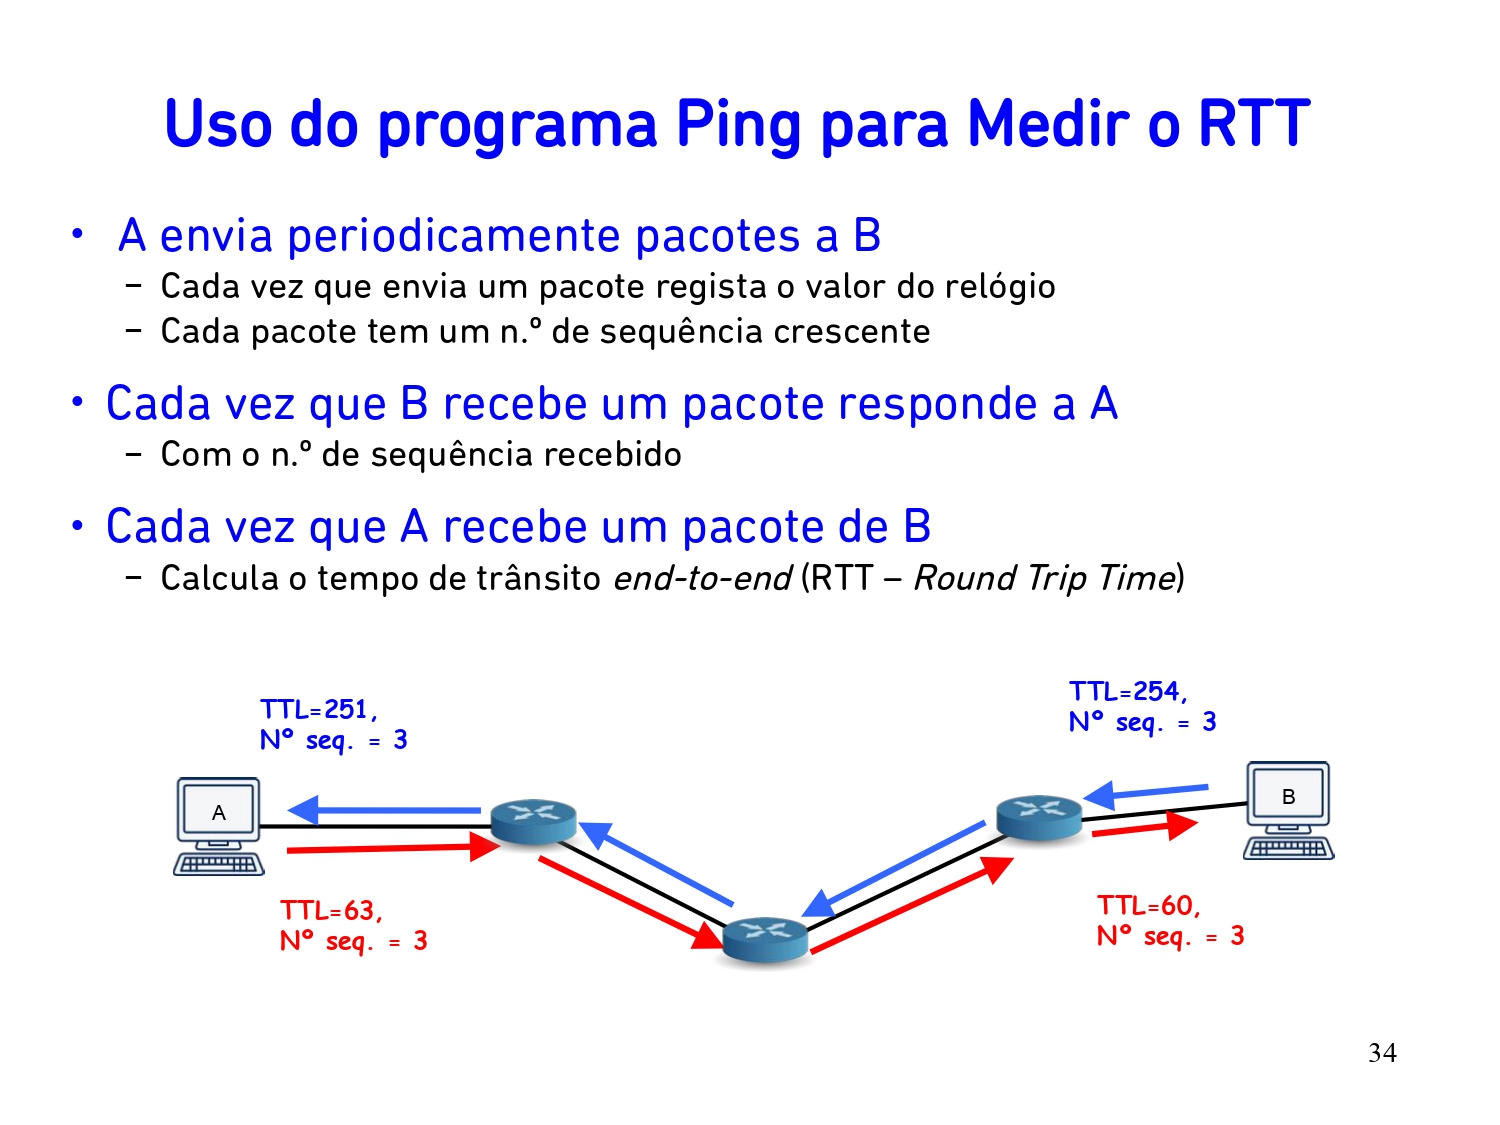 Uso do programa Ping para Medir o RTT
• A envia periodicamente pacotes a B
– Cada vez que envia um pacote regista o valor do relógio
– Cada pacote tem um n.º de sequência crescente
• Cada vez que B recebe um pacote responde a A
– Com o n.º de sequência recebido
• Cada vez que A recebe um pacote de B
– Calcula o tempo de trânsito end-to-end (RTT – Round Trip Time)
TTL=251,
Nº seq. = 3
TTL=254,
Nº seq. = 3
A
B
TTL=63,
Nº seq. = 3
TTL=60,
Nº seq. = 3
34